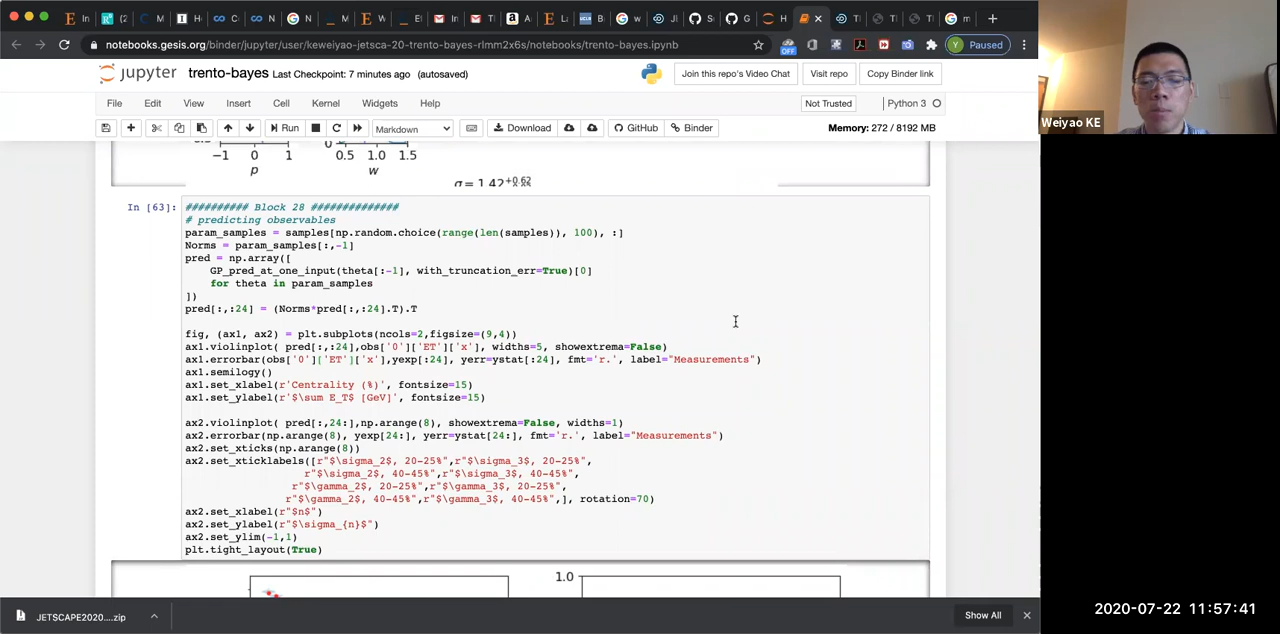 In
(2
M
H
Co
Co
N
W
Et
In
T
A
La
B
w
Jl
S
G
H
T
T
T
m
notebooks.gesis.org/binder/jupyter/user/keweiyao-jetsca-20-trento-bayes-rlmm2x6s/notebooks/trento-bayes.ipynb
OFF
Y Paused
jupyter trento-bayes Last Checkpoint: 7 minutes ago (autosaved)
Join this repo's Video Chat Visit repo Copy Binder link
File Edit View Insert Cell Kernel Widgets Help
Not Trusted Python 3
Run Markdown Download GitHub Binder
Memory: 272 / 8192 MB
Weiyao KE
−1 0 1 0.5 1.0 1.5
p w
σ = 1.42
In [63]:
########## Block 28 ##############
# predicting observables
param_samples = samples[np.random.choice(range(len(samples)), 100), :]
Norms = param_samples[:,-1]
pred = np.array([
GP_pred_at_one_input(theta[:-1], with_truncation_err=True)[0]
for theta in param_samples
])
pred[:,:24] = (Norms*pred[:,:24].T).T
fig, (ax1, ax2) = plt.subplots(ncols=2,figsize=(9,4))
ax1.violinplot( pred[:,:24],obs['0']['ET']['x'], widths=5, showextrema=False)
ax1.errorbar(obs['0']['ET']['x'],yexp[:24], yerr=ystat[:24], fmt='r.', label="Measurements")
ax1.semilogy()
ax1.set_xlabel(r'Centrality (%)', fontsize=15)
ax1.set_ylabel(r'$\sum E_T$ [GeV]', fontsize=15)
ax2.violinplot( pred[:,24:],np.arange(8), showextrema=False, widths=1)
ax2.errorbar(np.arange(8), yexp[24:], yerr=ystat[24:], fmt='r.', label="Measurements")
ax2.set_xticks(np.arange(8))
ax2.set_xticklabels([r"$\sigma_2$, 20-25%",r"$\sigma_3$, 20-25%",
r"$\sigma_2$, 40-45%",r"$\sigma_3$, 40-45%",
r"$\gamma_2$, 20-25%",r"$\gamma_3$, 20-25%",
r"$\gamma_2$, 40-45%",r"$\gamma_3$, 40-45%",], rotation=70)
ax2.set_xlabel(r"$n$")
ax2.set_ylabel(r"$\sigma_{n}$")
ax2.set_ylim(-1,1)
plt.tight_layout(True)
1.0
JETSCAPE2020....zip
Show All
2020-07-22 11:57:41